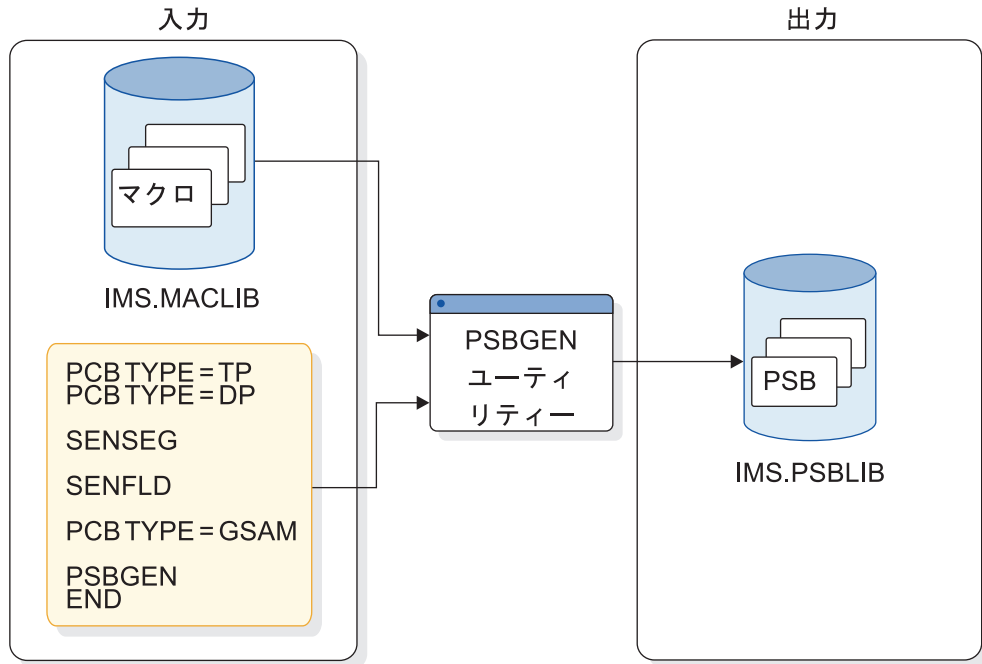 入力
出力
マクロ
IMS.MACLIB
PCB TYPE = TP
PCB TYPE = DP
SENSEG
SENFLD
PCB TYPE = GSAM
PSBGEN
END
PSBGEN
ユーティ
リティー
PSB
IMS.PSBLIB